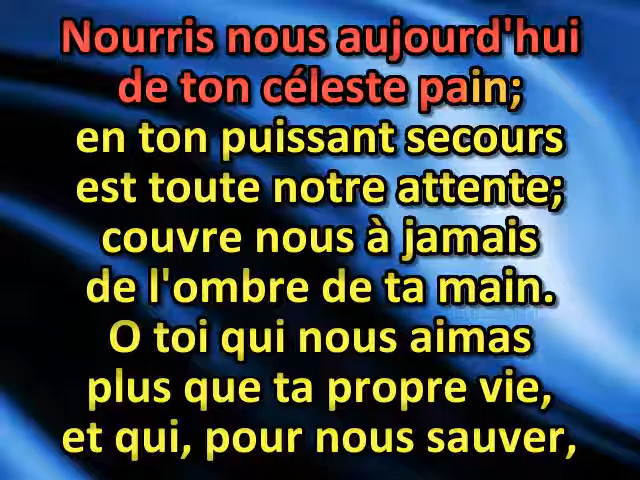 Nourris nous aujourd'hui
de ton céleste pain;
en ton puissant secours
est toute notre attente;
couvre nous à jamais
de l'ombre de ta main.
O toi qui nous aimas
plus que ta propre vie,
et qui, pour nous sauver,